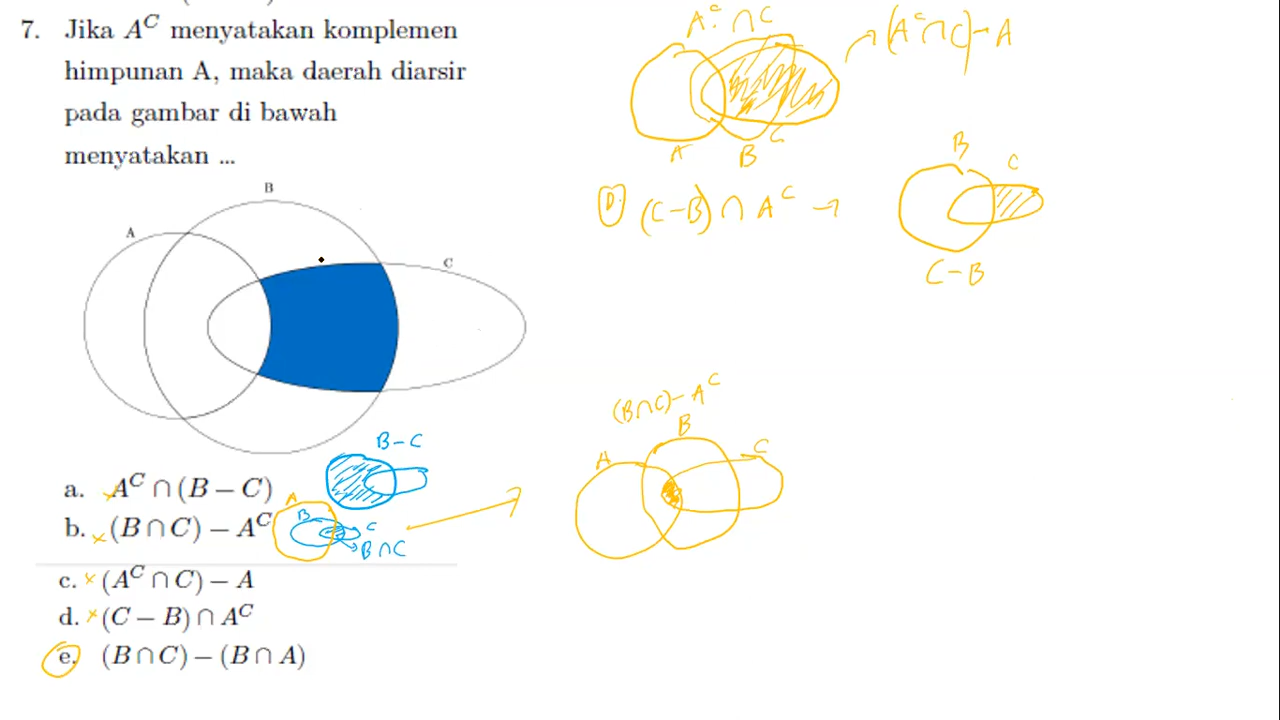 7. Jika A^C menyatakan komplemen
himpunan A, maka daerah diarsir
pada gambar di bawah
menyatakan ...
B
A
C
a. A^C ∩ (B − C)
b. (B ∩ C) − A^C
c. (A^C ∩ C) − A
d. (C − B) ∩ A^C
e. (B ∩ C) − (B ∩ A)
B − C
A
B
C
B ∩ C
A^c ∩ C
(A^c ∩ C) − A
A
B
C
D. (C − B) ∩ A^C →
B
C
C − B
(B ∩ C) − A^C
A
B
C